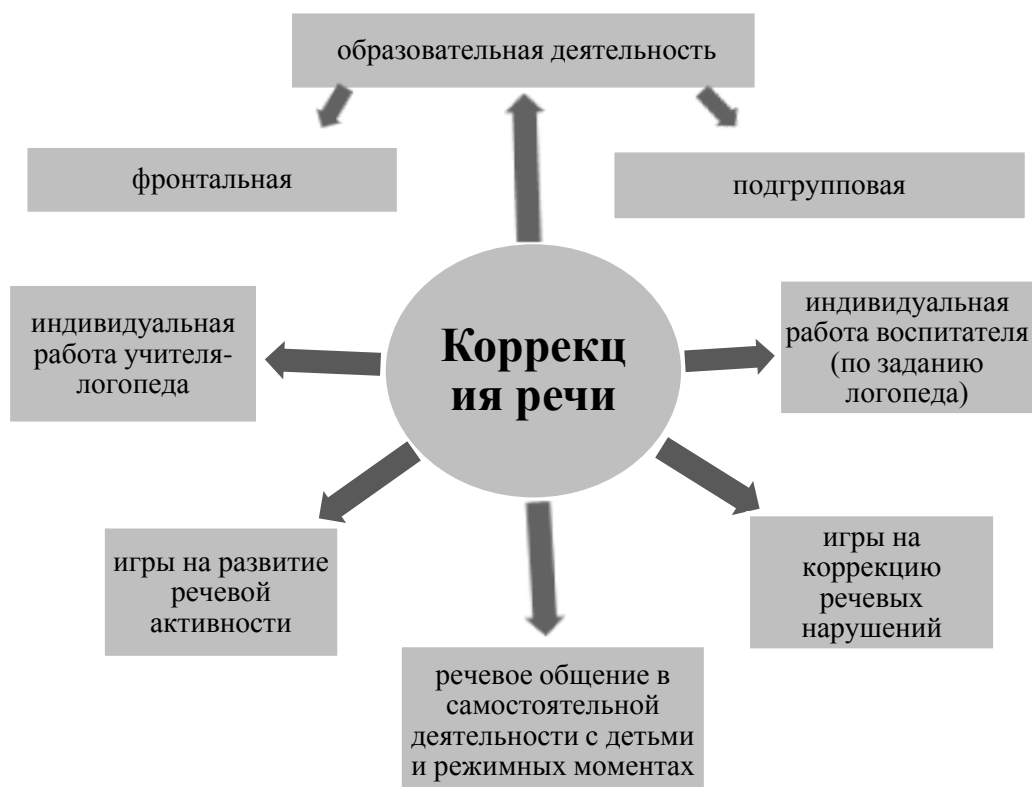 образовательная деятельность
фронтальная
подгрупповая
индивидуальная
работа учителя-
логопеда
Коррекц
ия речи
индивидуальная
работа воспитателя
(по заданию
логопеда)
игры на развитие
речевой
активности
игры на
коррекцию
речевых
нарушений
речевое общение в
самостоятельной
деятельности с детьми
и режимных моментах